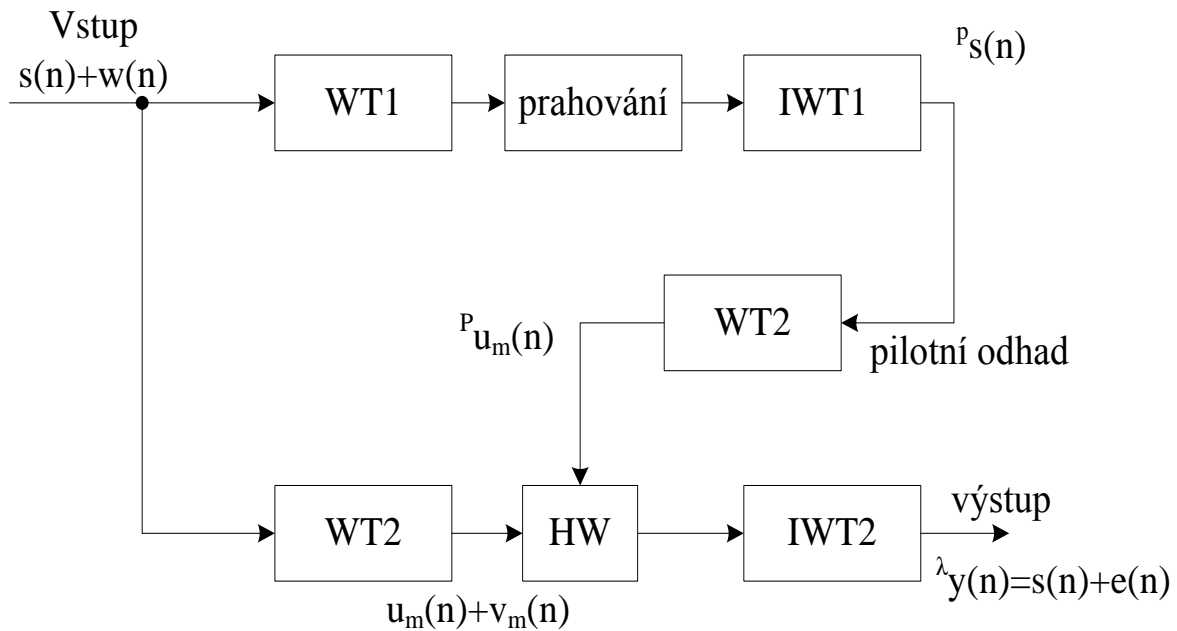 Vstup
s(n)+w(n)
WT1
prahování
IWT1
ᵖs(n)
WT2
ᴾuₘ(n)
pilotní odhad
WT2
HW
IWT2
výstup
uₘ(n)+vₘ(n)
^λy(n)=s(n)+e(n)